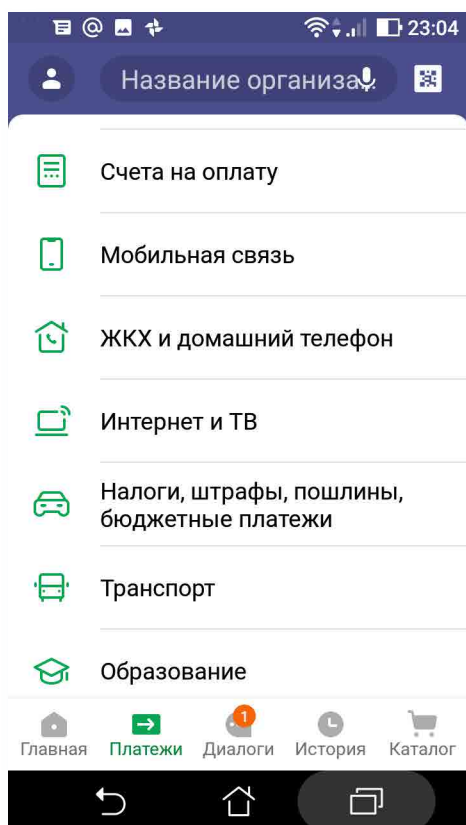 23:04
Название организа
Счета на оплату
Мобильная связь
ЖКХ и домашний телефон
Интернет и ТВ
Налоги, штрафы, пошлины,
бюджетные платежи
Транспорт
Образование
1
Главная Платежи Диалоги История Каталог